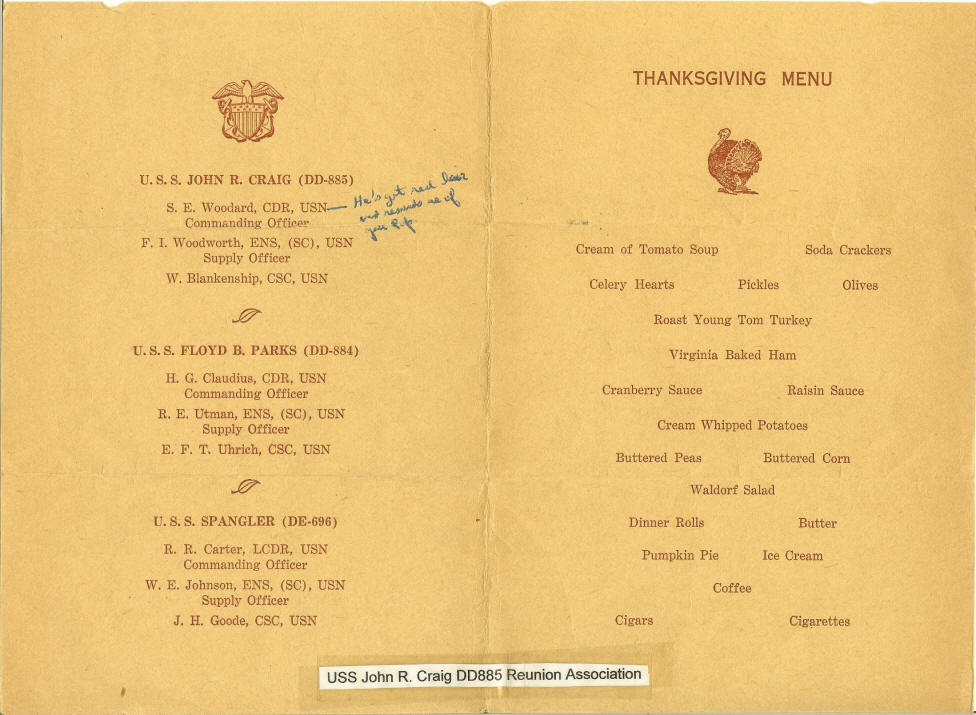 U. S. S. JOHN R. CRAIG (DD-885)
S. E. Woodard, CDR, USN
Commanding Officer
He's got red hair
and reminds me of
your Pop.
F. I. Woodworth, ENS, (SC), USN
Supply Officer
W. Blankenship, CSC, USN
U. S. S. FLOYD B. PARKS (DD-884)
H. G. Claudius, CDR, USN
Commanding Officer
R. E. Utman, ENS, (SC), USN
Supply Officer
E. F. T. Uhrich, CSC, USN
U. S. S. SPANGLER (DE-696)
R. R. Carter, LCDR, USN
Commanding Officer
W. E. Johnson, ENS, (SC), USN
Supply Officer
J. H. Goode, CSC, USN
THANKSGIVING MENU
Cream of Tomato Soup Soda Crackers
Celery Hearts Pickles Olives
Roast Young Tom Turkey
Virginia Baked Ham
Cranberry Sauce Raisin Sauce
Cream Whipped Potatoes
Buttered Peas Buttered Corn
Waldorf Salad
Dinner Rolls Butter
Pumpkin Pie Ice Cream
Coffee
Cigars Cigarettes
USS John R. Craig DD885 Reunion Association